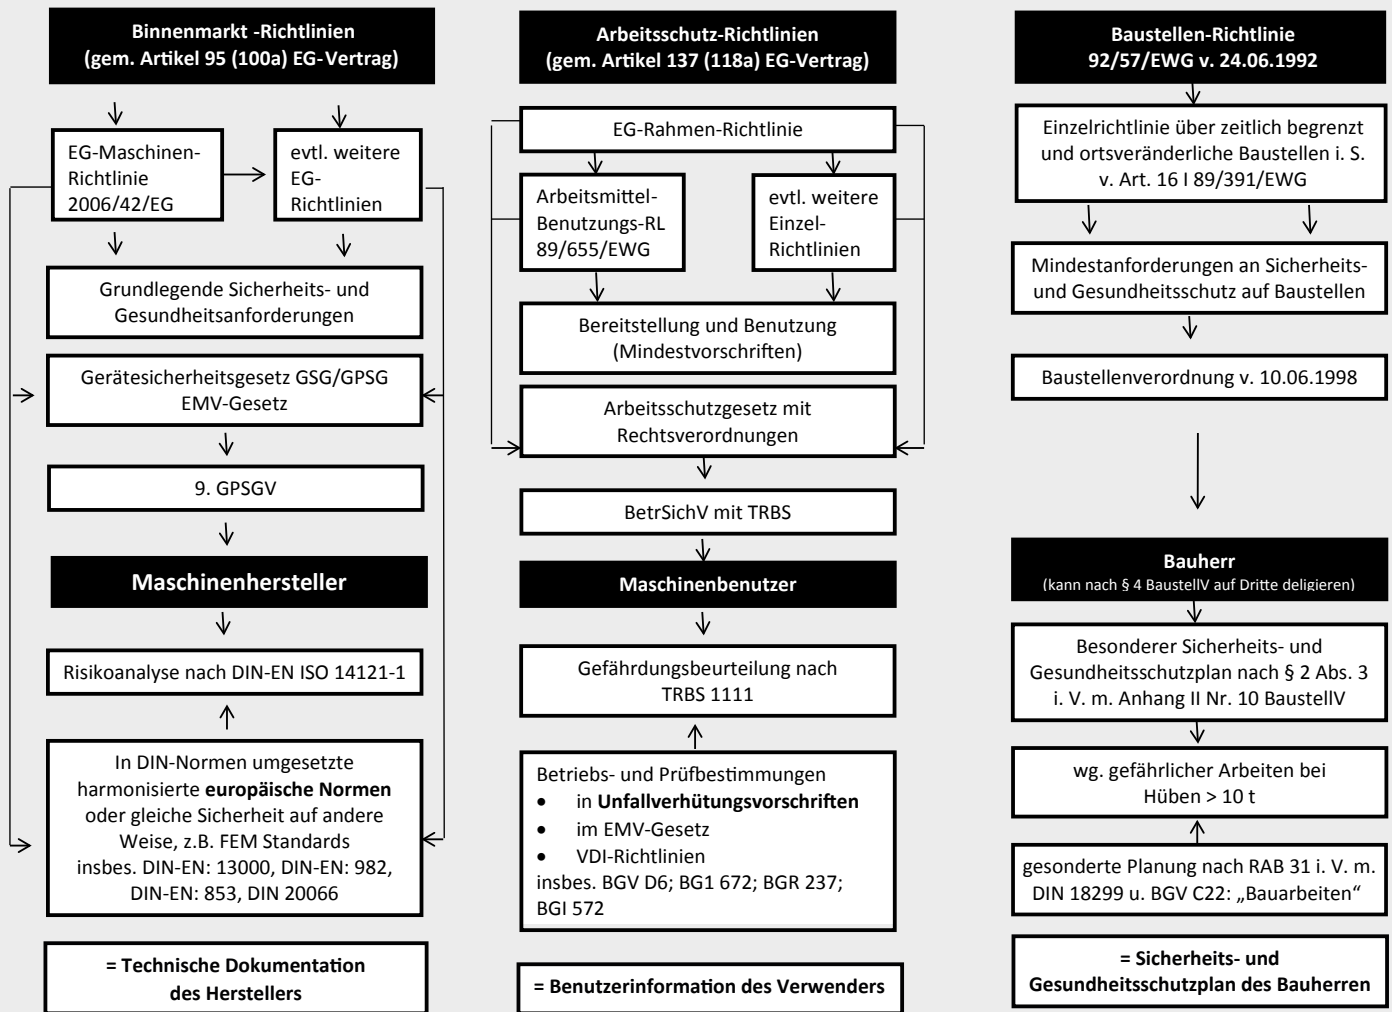 Binnenmarkt -Richtlinien
(gem. Artikel 95 (100a) EG-Vertrag)
EG-Maschinen-
Richtlinie
2006/42/EG
evtl. weitere
EG-
Richtlinien
Grundlegende Sicherheits- und
Gesundheitsanforderungen
Gerätesicherheitsgesetz GSG/GPSG
EMV-Gesetz
9. GPSGV
Maschinenhersteller
Risikoanalyse nach DIN-EN ISO 14121-1
In DIN-Normen umgesetzte
harmonisierte europäische Normen
oder gleiche Sicherheit auf andere
Weise, z.B. FEM Standards
insbes. DIN-EN: 13000, DIN-EN: 982,
DIN-EN: 853, DIN 20066
= Technische Dokumentation
des Herstellers
Arbeitsschutz-Richtlinien
(gem. Artikel 137 (118a) EG-Vertrag)
EG-Rahmen-Richtlinie
Arbeitsmittel-
Benutzungs-RL
89/655/EWG
evtl. weitere
Einzel-
Richtlinien
Bereitstellung und Benutzung
(Mindestvorschriften)
Arbeitsschutzgesetz mit
Rechtsverordnungen
BetrSichV mit TRBS
Maschinenbenutzer
Gefährdungsbeurteilung nach
TRBS 1111
Betriebs- und Prüfbestimmungen
• in Unfallverhütungsvorschriften
• im EMV-Gesetz
• VDI-Richtlinien
insbes. BGV D6; BG1 672; BGR 237;
BGI 572
= Benutzerinformation des Verwenders
Baustellen-Richtlinie
92/57/EWG v. 24.06.1992
Einzelrichtlinie über zeitlich begrenzt
und ortsveränderliche Baustellen i. S.
v. Art. 16 I 89/391/EWG
Mindestanforderungen an Sicherheits-
und Gesundheitsschutz auf Baustellen
Baustellenverordnung v. 10.06.1998
Bauherr
(kann nach § 4 BaustellV auf Dritte deligieren)
Besonderer Sicherheits- und
Gesundheitsschutzplan nach § 2 Abs. 3
i. V. m. Anhang II Nr. 10 BaustellV
wg. gefährlicher Arbeiten bei
Hüben > 10 t
gesonderte Planung nach RAB 31 i. V. m.
DIN 18299 u. BGV C22: „Bauarbeiten“
= Sicherheits- und
Gesundheitsschutzplan des Bauherren